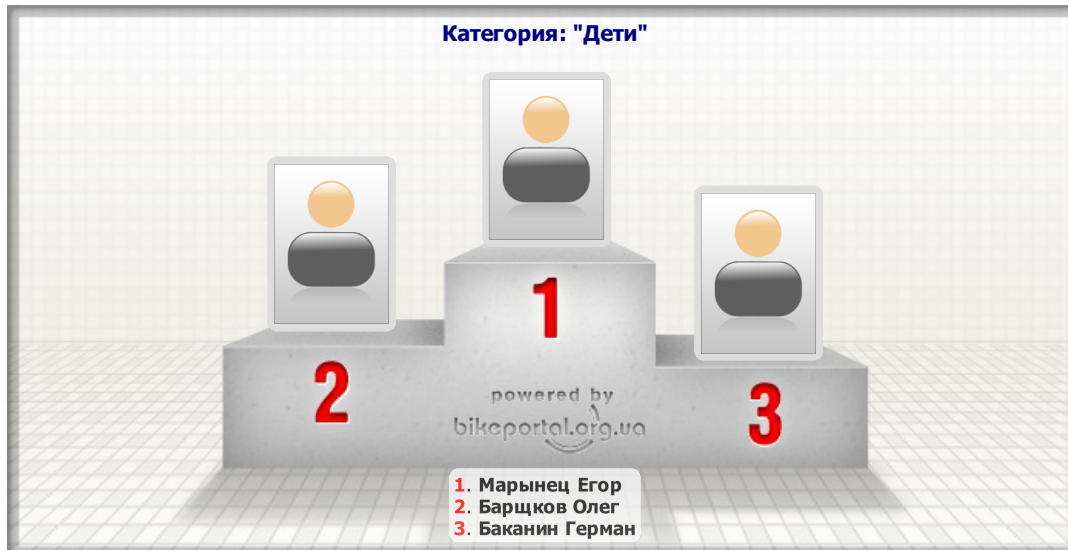 Категория: "Дети"
1
2
3
powered by
bikeportal.org.ua
1. Марынец Егор
2. Барщков Олег
3. Баканин Герман